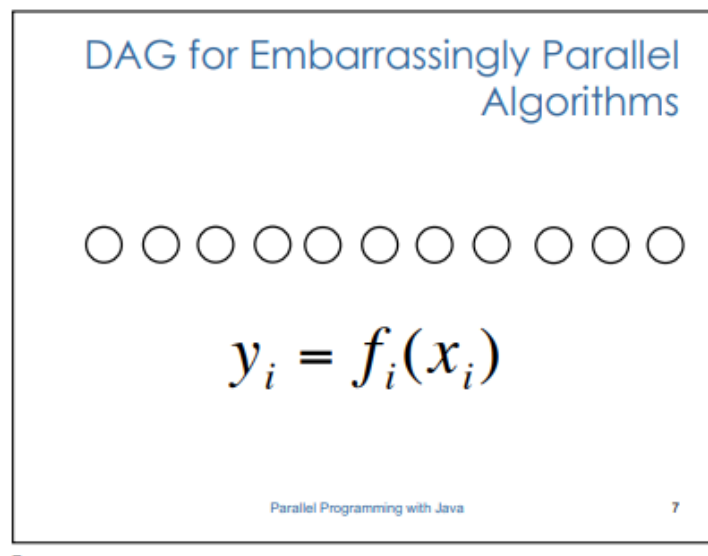 DAG for Embarrassingly Parallel
Algorithms
yᵢ = fᵢ(xᵢ)
Parallel Programming with Java
7